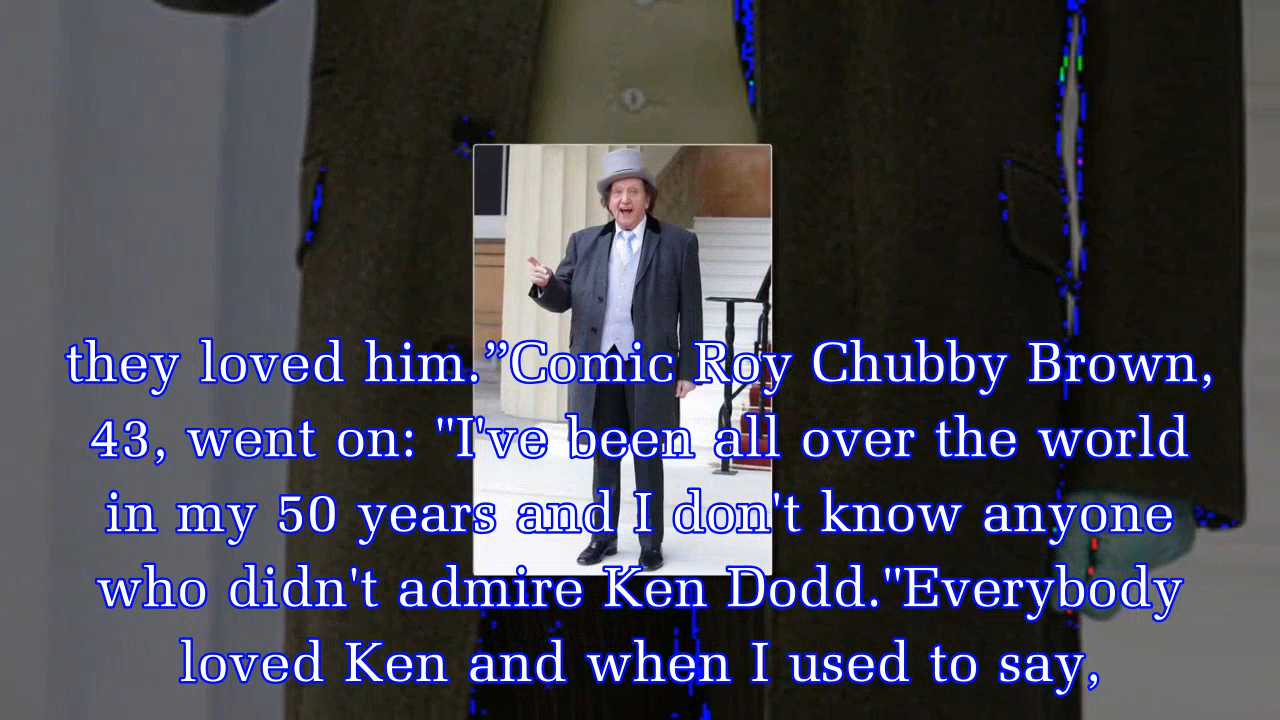 they loved him.”Comic Roy Chubby Brown,
43, went on: "I've been all over the world
in my 50 years and I don't know anyone
who didn't admire Ken Dodd."Everybody
loved Ken and when I used to say,